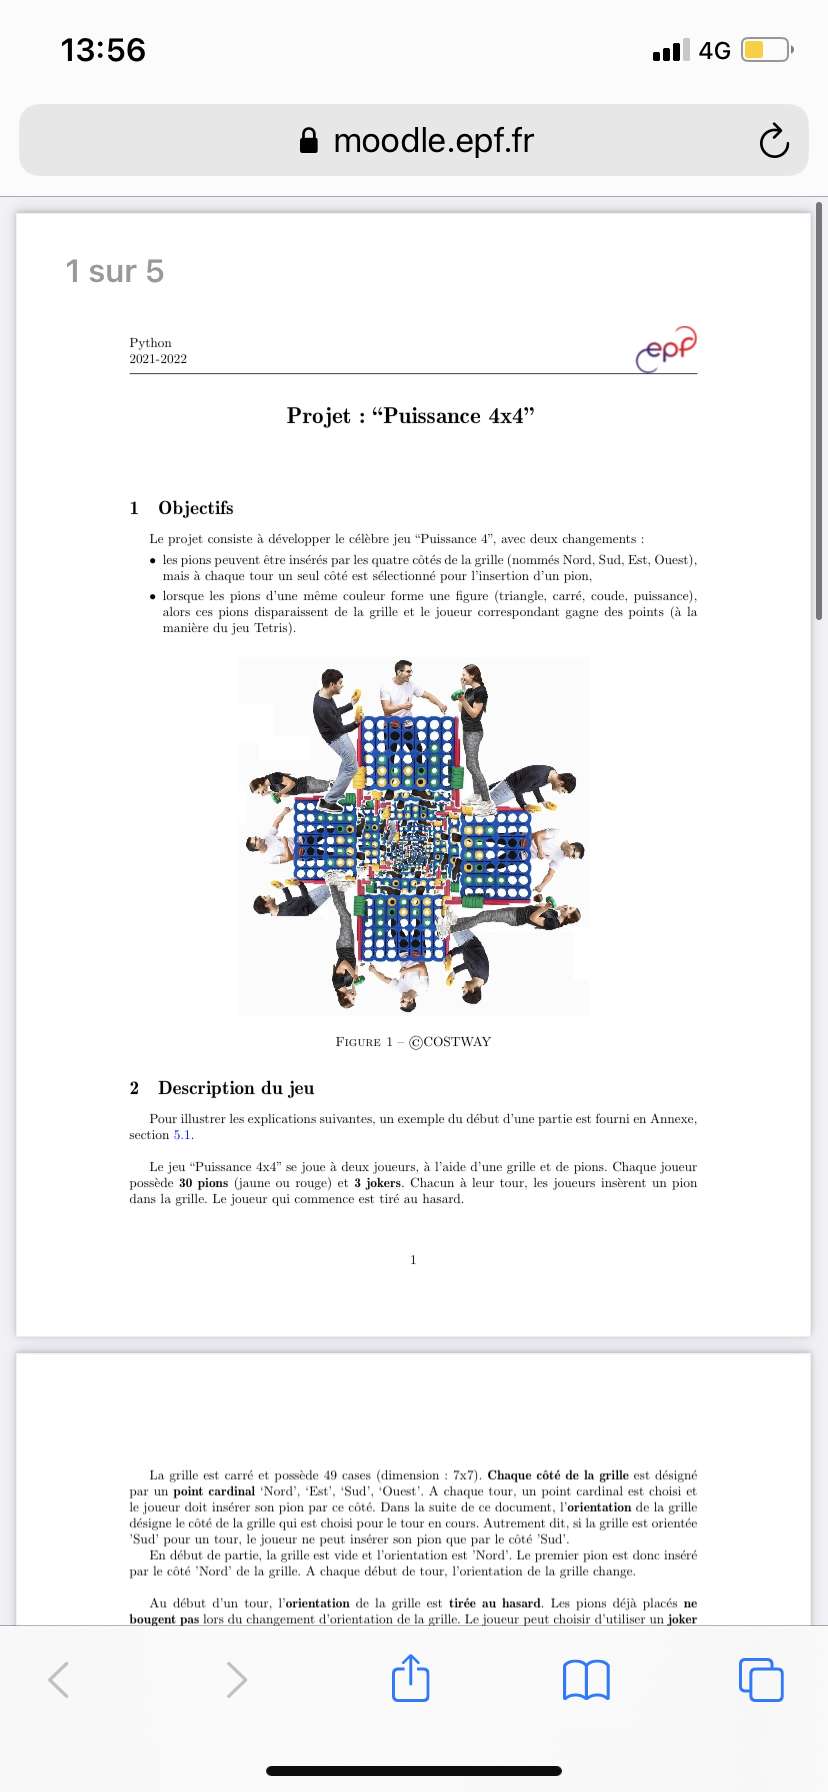 13:56
4G
moodle.epf.fr
1 sur 5
Python
2021-2022
epf
Projet : “Puissance 4x4”
1 Objectifs
Le projet consiste à développer le célèbre jeu “Puissance 4”, avec deux changements :
• les pions peuvent être insérés par les quatre côtés de la grille (nommés Nord, Sud, Est, Ouest),
mais à chaque tour un seul côté est sélectionné pour l'insertion d'un pion,
• lorsque les pions d'une même couleur forme une figure (triangle, carré, coude, puissance),
alors ces pions disparaissent de la grille et le joueur correspondant gagne des points (à la
manière du jeu Tetris).
FIGURE 1 – ©COSTWAY
2 Description du jeu
Pour illustrer les explications suivantes, un exemple du début d'une partie est fourni en Annexe,
section 5.1.
Le jeu “Puissance 4x4” se joue à deux joueurs, à l'aide d'une grille et de pions. Chaque joueur
possède 30 pions (jaune ou rouge) et 3 jokers. Chacun à leur tour, les joueurs insèrent un pion
dans la grille. Le joueur qui commence est tiré au hasard.
1
La grille est carré et possède 49 cases (dimension : 7x7). Chaque côté de la grille est désigné
par un point cardinal ‘Nord’, ‘Est’, ‘Sud’, ‘Ouest’. A chaque tour, un point cardinal est choisi et
le joueur doit insérer son pion par ce côté. Dans la suite de ce document, l'orientation de la grille
désigne le côté de la grille qui est choisi pour le tour en cours. Autrement dit, si la grille est orientée
'Sud' pour un tour, le joueur ne peut insérer son pion que par le côté 'Sud'.
En début de partie, la grille est vide et l'orientation est 'Nord'. Le premier pion est donc inséré
par le côté 'Nord' de la grille. A chaque début de tour, l'orientation de la grille change.
Au début d'un tour, l'orientation de la grille est tirée au hasard. Les pions déjà placés ne
bougent pas lors du changement d'orientation de la grille. Le joueur peut choisir d'utiliser un joker